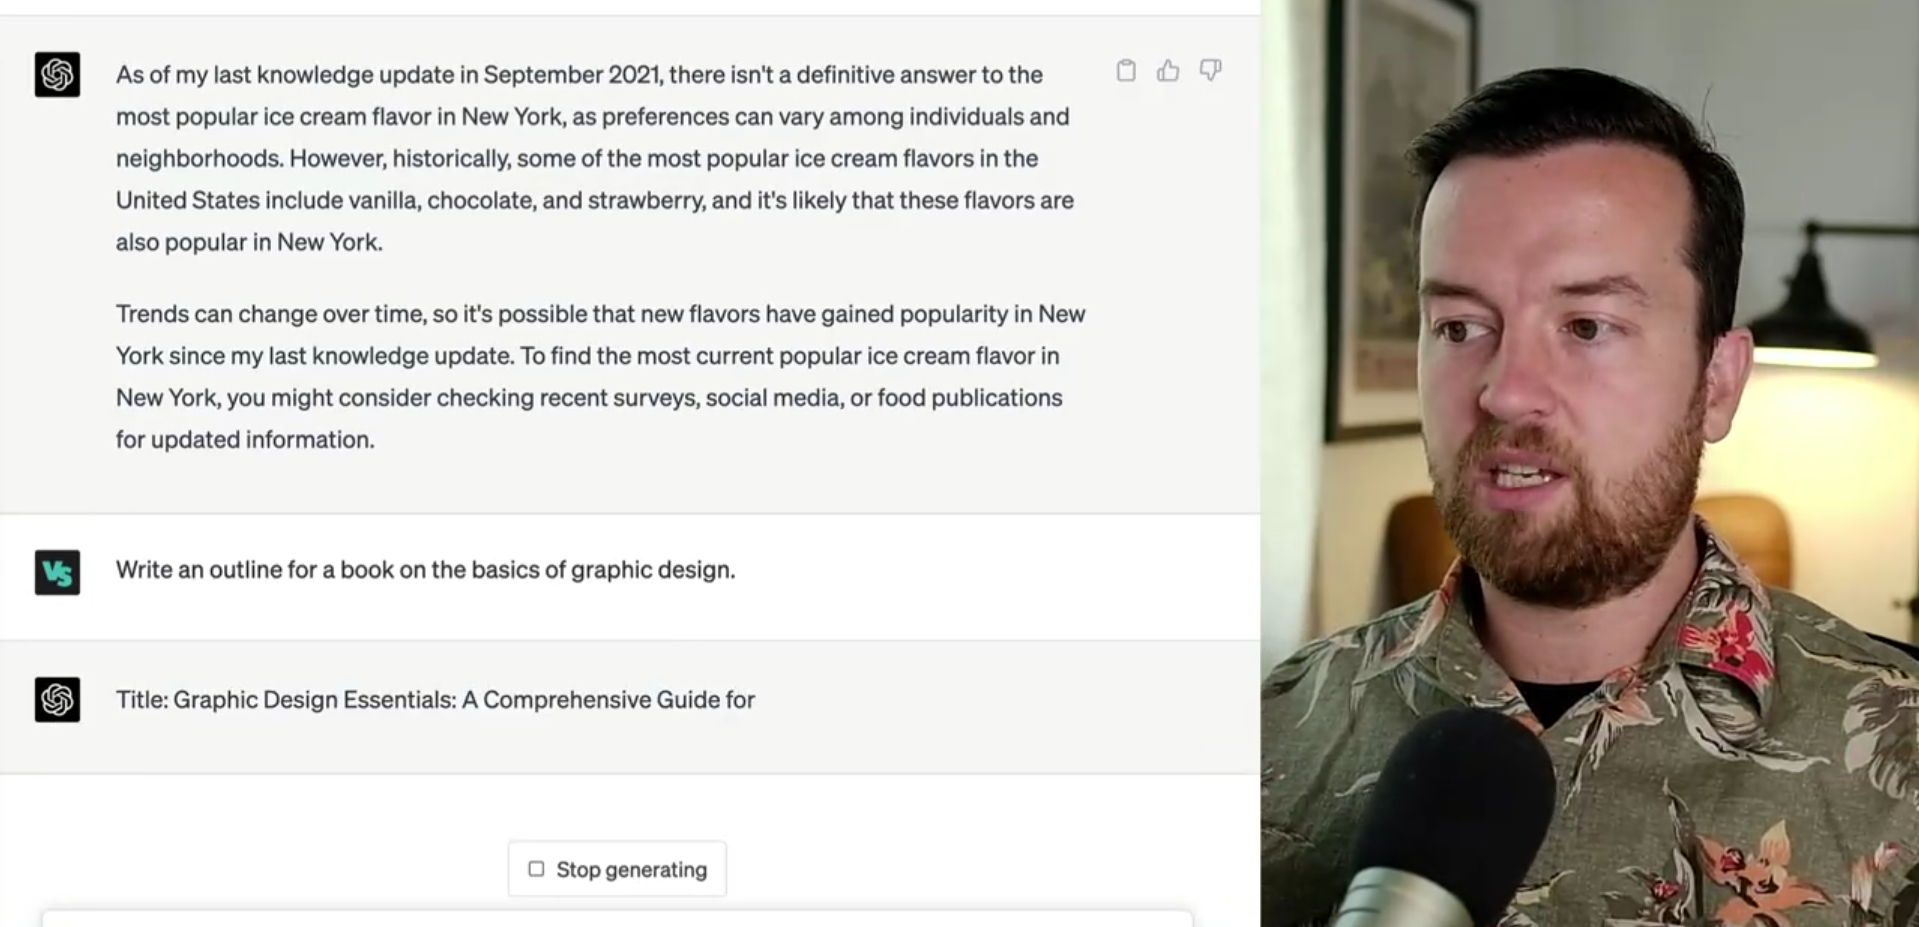 As of my last knowledge update in September 2021, there isn't a definitive answer to the
most popular ice cream flavor in New York, as preferences can vary among individuals and
neighborhoods. However, historically, some of the most popular ice cream flavors in the
United States include vanilla, chocolate, and strawberry, and it's likely that these flavors are
also popular in New York.
Trends can change over time, so it's possible that new flavors have gained popularity in New
York since my last knowledge update. To find the most current popular ice cream flavor in
New York, you might consider checking recent surveys, social media, or food publications
for updated information.
VS
Write an outline for a book on the basics of graphic design.
Title: Graphic Design Essentials: A Comprehensive Guide for
Stop generating